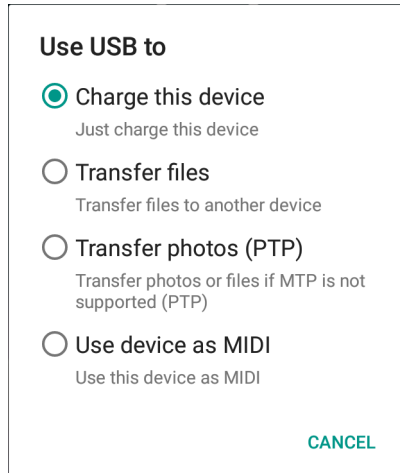 Use USB to
Charge this device
Just charge this device
Transfer files
Transfer files to another device
Transfer photos (PTP)
Transfer photos or files if MTP is not
supported (PTP)
Use device as MIDI
Use this device as MIDI
CANCEL